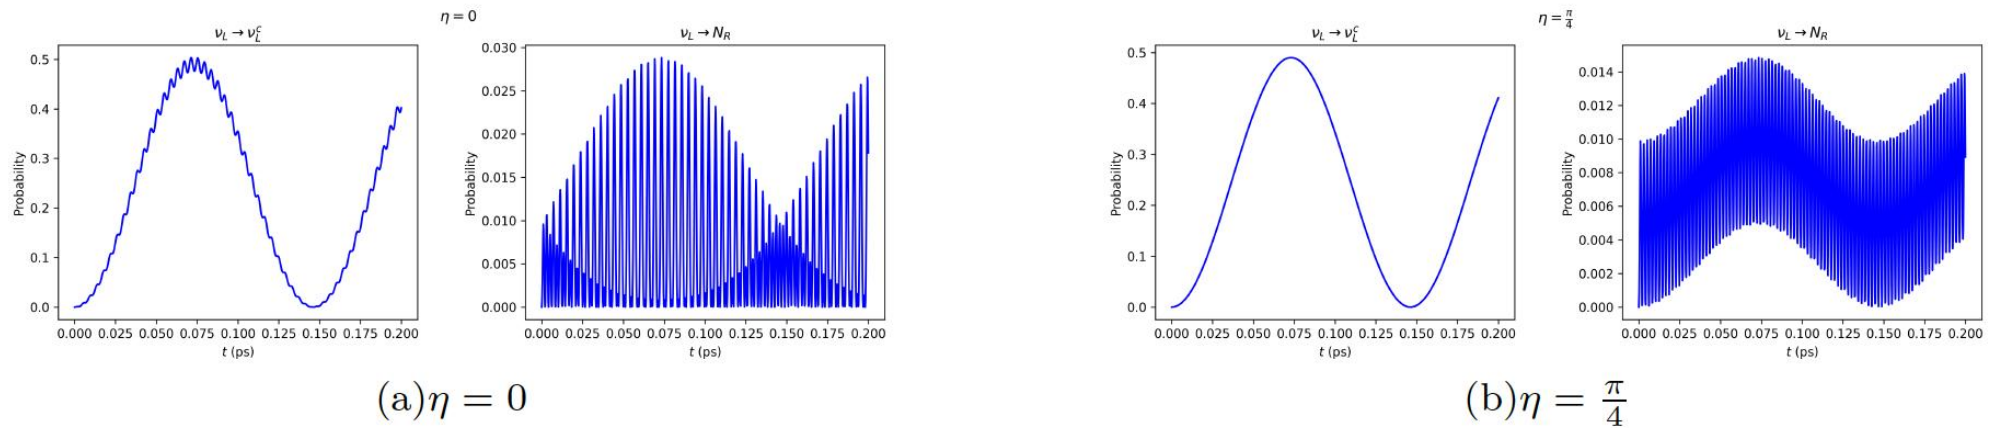 η = 0
ν_L → ν_L^c
Probability
0.5
0.4
0.3
0.2
0.1
0.0
0.000 0.025 0.050 0.075 0.100 0.125 0.150 0.175 0.200
t (ps)
ν_L → N_R
Probability
0.030
0.025
0.020
0.015
0.010
0.005
0.000
0.000 0.025 0.050 0.075 0.100 0.125 0.150 0.175 0.200
t (ps)
(a)η = 0
η = π/4
ν_L → ν_L^c
Probability
0.5
0.4
0.3
0.2
0.1
0.0
0.000 0.025 0.050 0.075 0.100 0.125 0.150 0.175 0.200
t (ps)
ν_L → N_R
Probability
0.014
0.012
0.010
0.008
0.006
0.004
0.002
0.000
0.000 0.025 0.050 0.075 0.100 0.125 0.150 0.175 0.200
t (ps)
(b)η = π/4